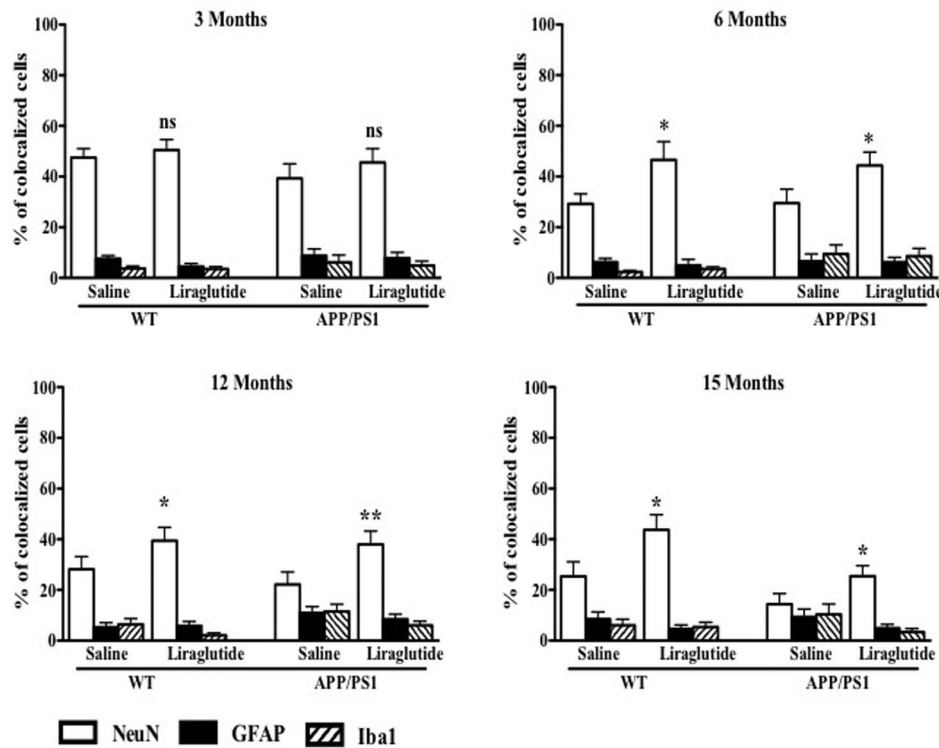 3 Months
% of colocalized cells
100
80
60
40
20
0
ns
ns
Saline Liraglutide Saline Liraglutide
WT APP/PS1
6 Months
% of colocalized cells
100
80
60
40
20
0
*
*
Saline Liraglutide Saline Liraglutide
WT APP/PS1
12 Months
% of colocalized cells
100
80
60
40
20
0
*
**
Saline Liraglutide Saline Liraglutide
WT APP/PS1
15 Months
% of colocalized cells
100
80
60
40
20
0
*
*
Saline Liraglutide Saline Liraglutide
WT APP/PS1
NeuN GFAP Iba1